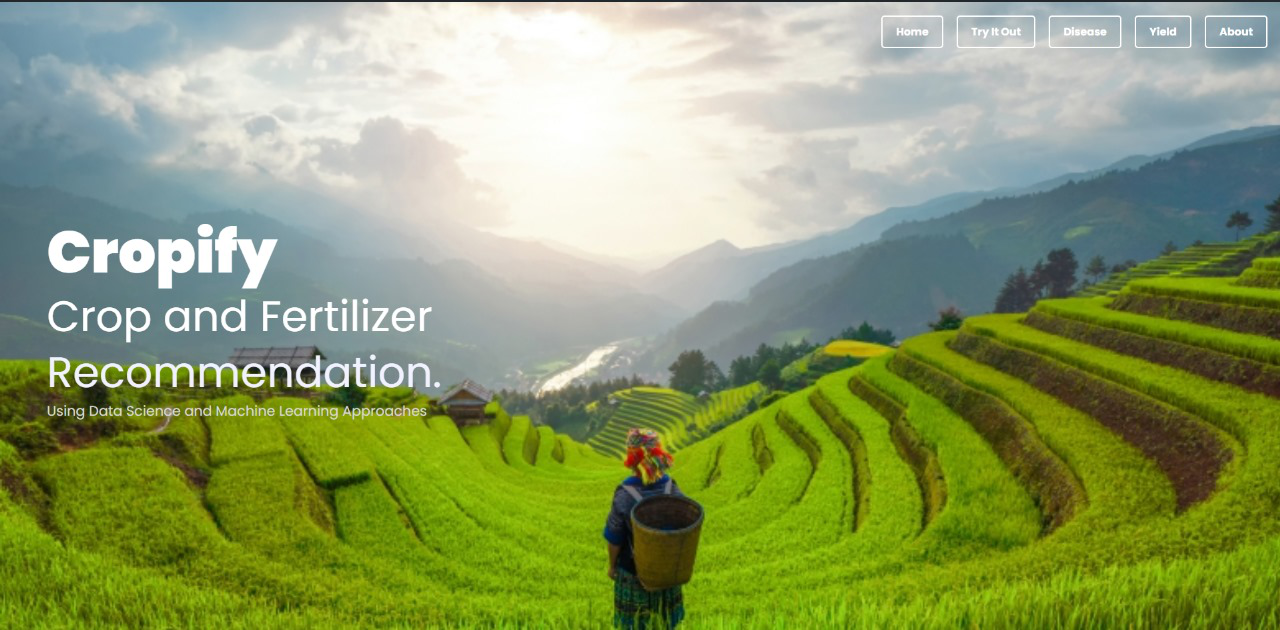 Home Try It Out Disease Yield About
Cropify
Crop and Fertilizer
Recommendation.
Using Data Science and Machine Learning Approaches